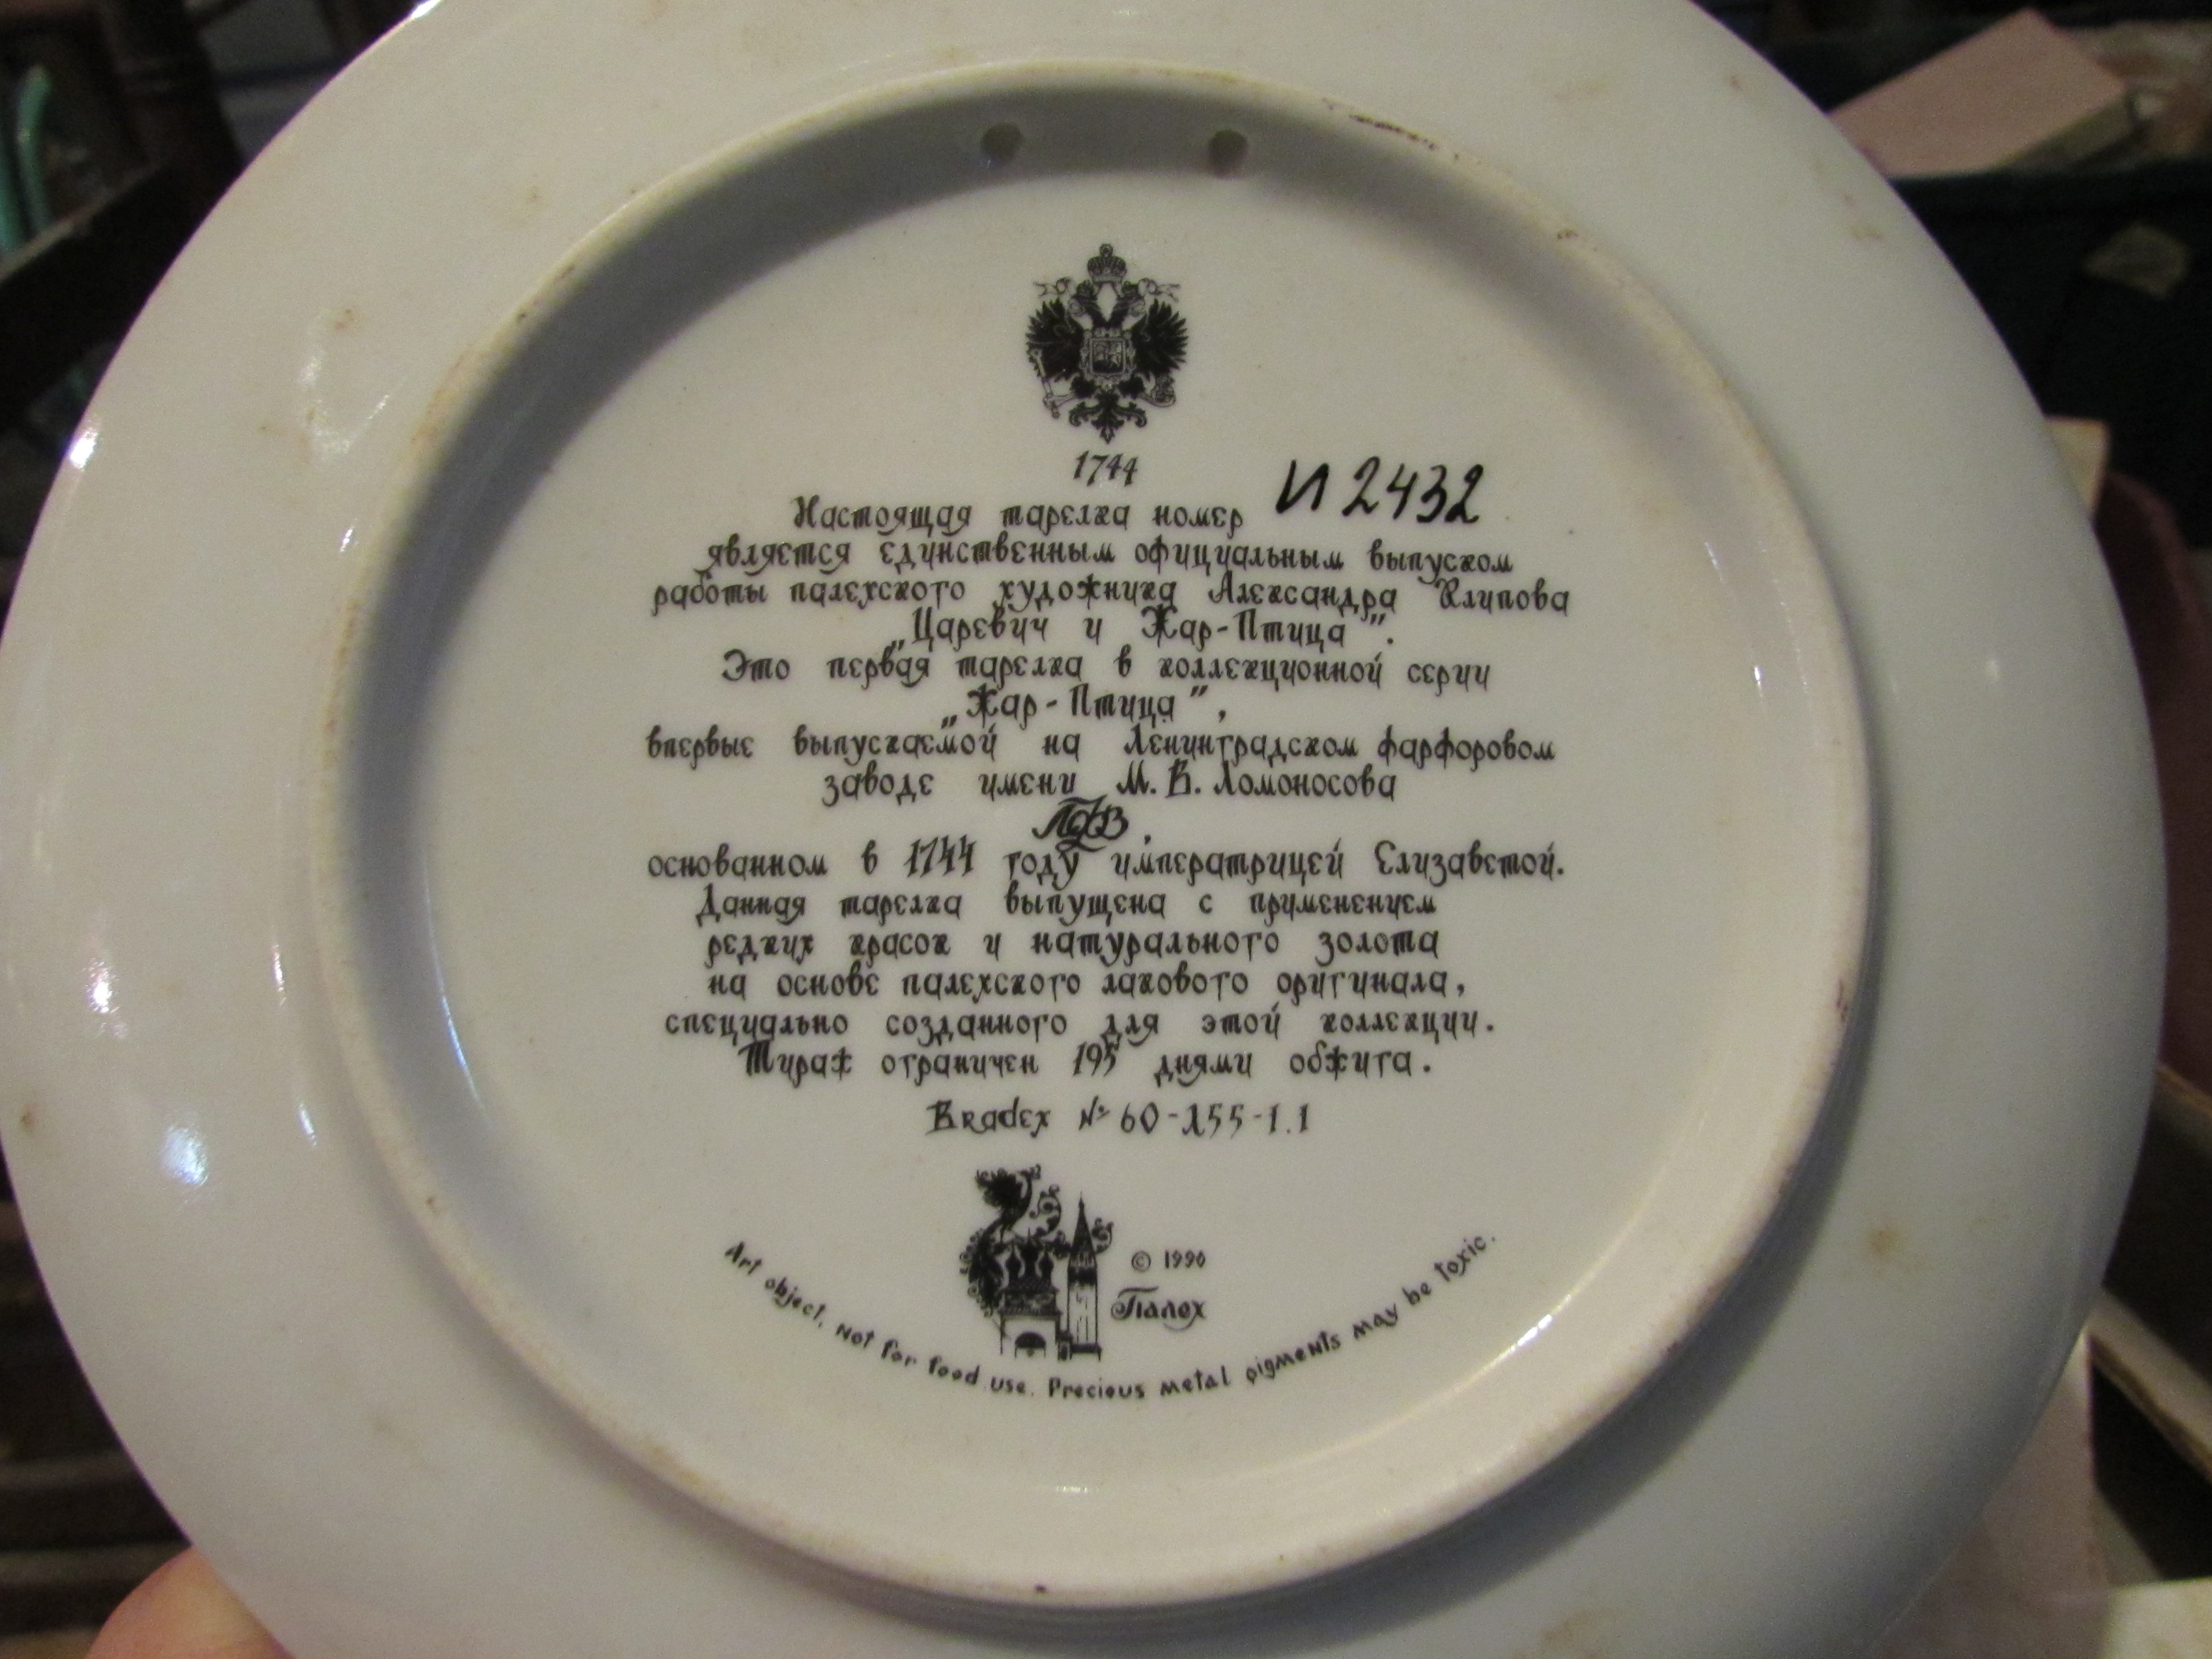 1744
Настоящая тарелка номер И 2432
является единственным официальным выпуском
работы палехского художника Александра Клипова
„Царевич и Жар-Птица”.
Это первая тарелка в коллекционной серии
„Жар-Птица”,
впервые выпускаемой на Ленинградском фарфоровом
заводе имени М. В. Ломоносова
ЛФЗ,
основанном в 1744 году императрицей Елизаветой.
Данная тарелка выпущена с применением
редких красок и натурального золота
на основе палехского лакового оригинала,
специально созданного для этой коллекции.
Тираж ограничен 195 днями обжига.
Bradex № 60-Л55-1.1
© 1990
Палех
Art object, not for food use. Precious metal pigments may be toxic.